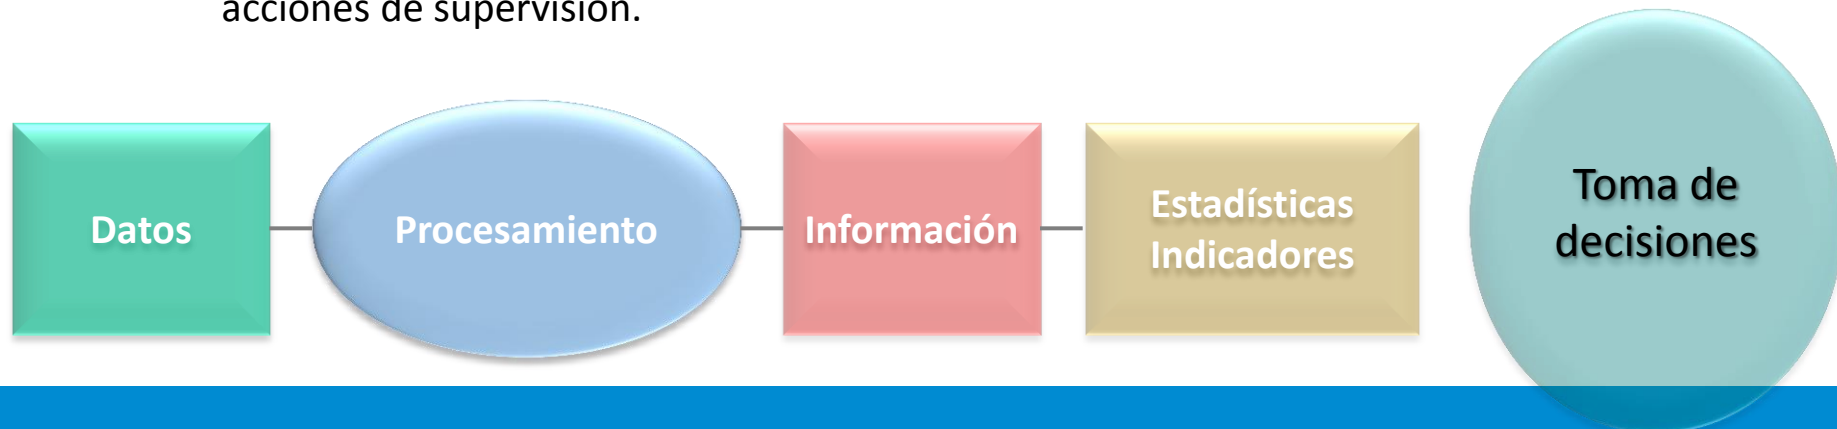 acciones de supervisión.
Datos
Procesamiento
Información
Estadísticas
Indicadores
Toma de
decisiones